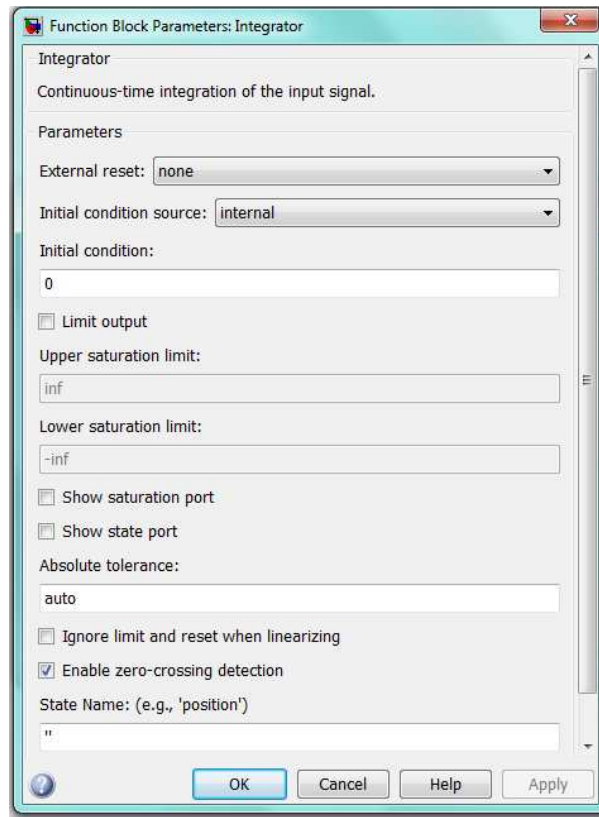 Function Block Parameters: Integrator
Integrator
Continuous-time integration of the input signal.
Parameters
External reset: none
Initial condition source: internal
Initial condition:
0
Limit output
Upper saturation limit:
inf
Lower saturation limit:
-inf
Show saturation port
Show state port
Absolute tolerance:
auto
Ignore limit and reset when linearizing
Enable zero-crossing detection
State Name: (e.g., 'position')
''
OK Cancel Help Apply